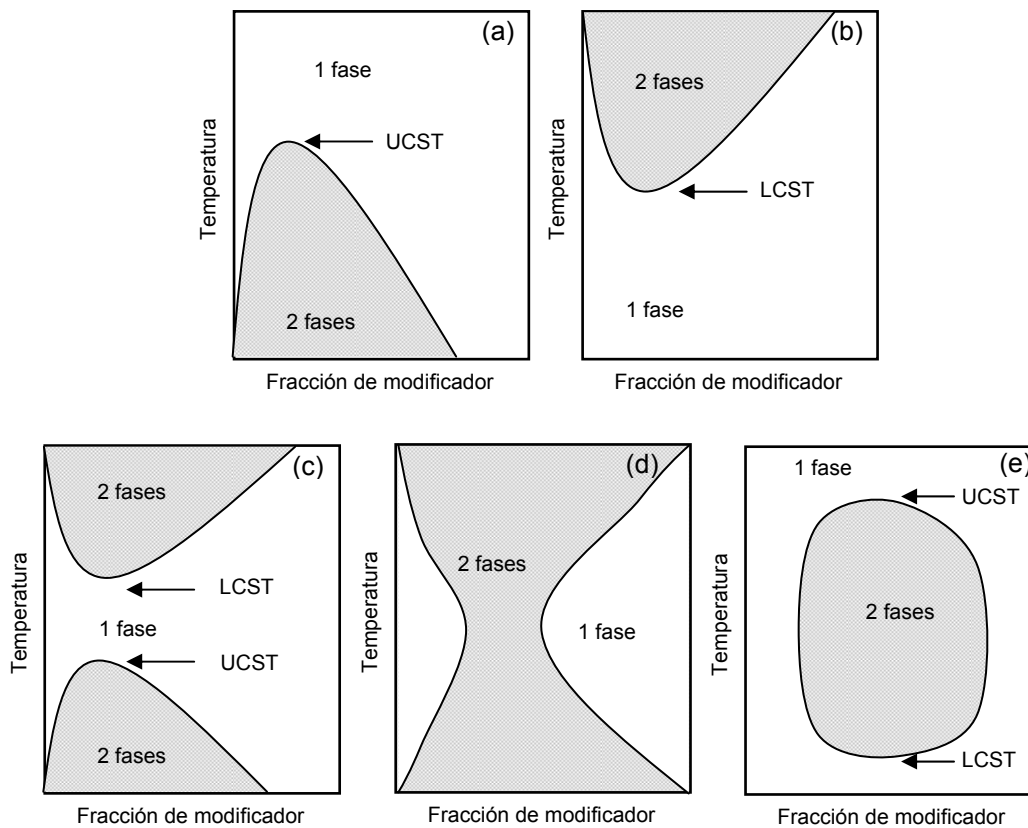 (a)
1 fase
UCST
2 fases
Temperatura
Fracción de modificador
(b)
2 fases
LCST
1 fase
Temperatura
Fracción de modificador
(c)
2 fases
LCST
1 fase
UCST
2 fases
Temperatura
Fracción de modificador
(d)
2 fases
1 fase
Temperatura
Fracción de modificador
(e)
1 fase
UCST
2 fases
LCST
Temperatura
Fracción de modificador